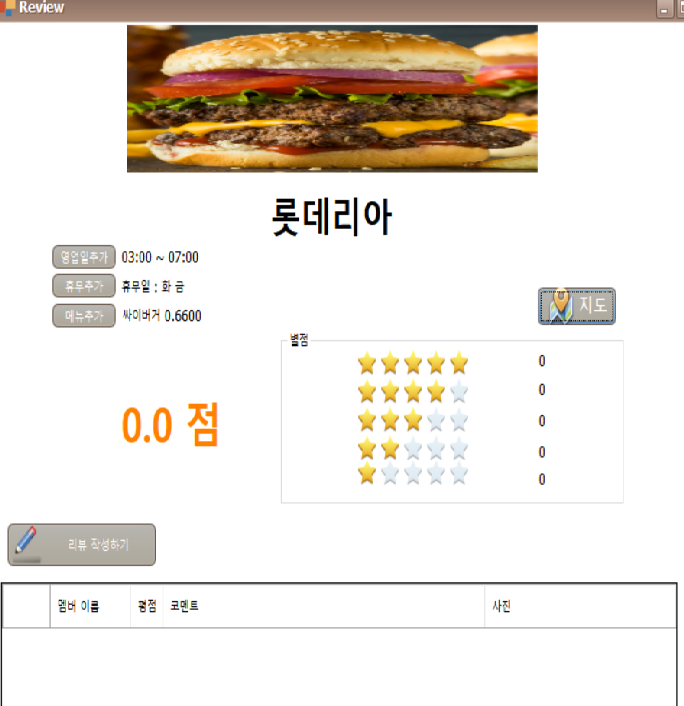 Review
롯데리아
영업일추가 03:00 ~ 07:00
휴무추가 휴무일 : 화 금
메뉴추가 싸이버거 0.6600
지도
별점
0
0
0.0 점
0
0
0
리뷰 작성하기
멤버 이름 평점 코멘트 사진